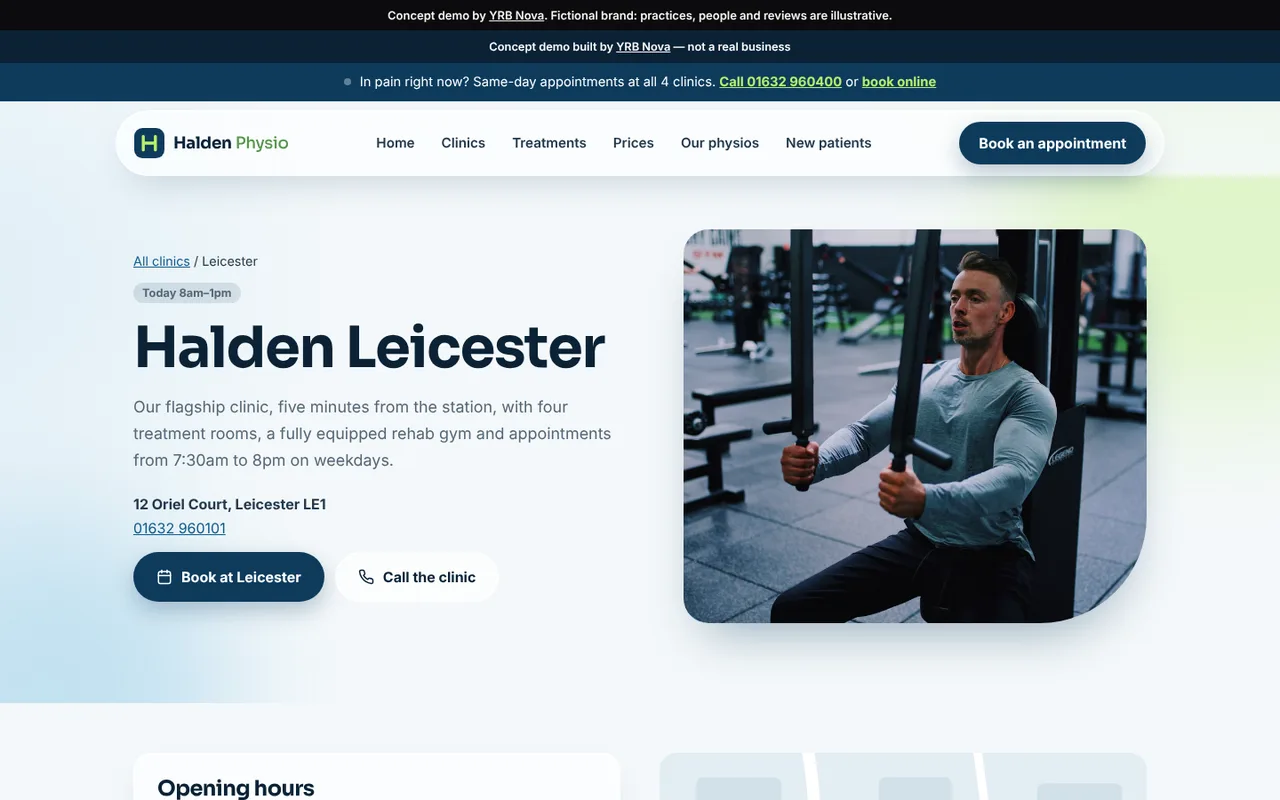 Concept demo by YRB Nova. Fictional brand: practices, people and reviews are illustrative.
Concept demo built by YRB Nova — not a real business
In pain right now? Same-day appointments at all 4 clinics. Call 01632 960400 or book online
H Halden Physio
Home
Clinics
Treatments
Prices
Our physios
New patients
Book an appointment
All clinics / Leicester
Today 8am–1pm
Halden Leicester
Our flagship clinic, five minutes from the station, with four
treatment rooms, a fully equipped rehab gym and appointments
from 7:30am to 8pm on weekdays.
12 Oriel Court, Leicester LE1
01632 960101
Book at Leicester
Call the clinic
LEGEND
Opening hours